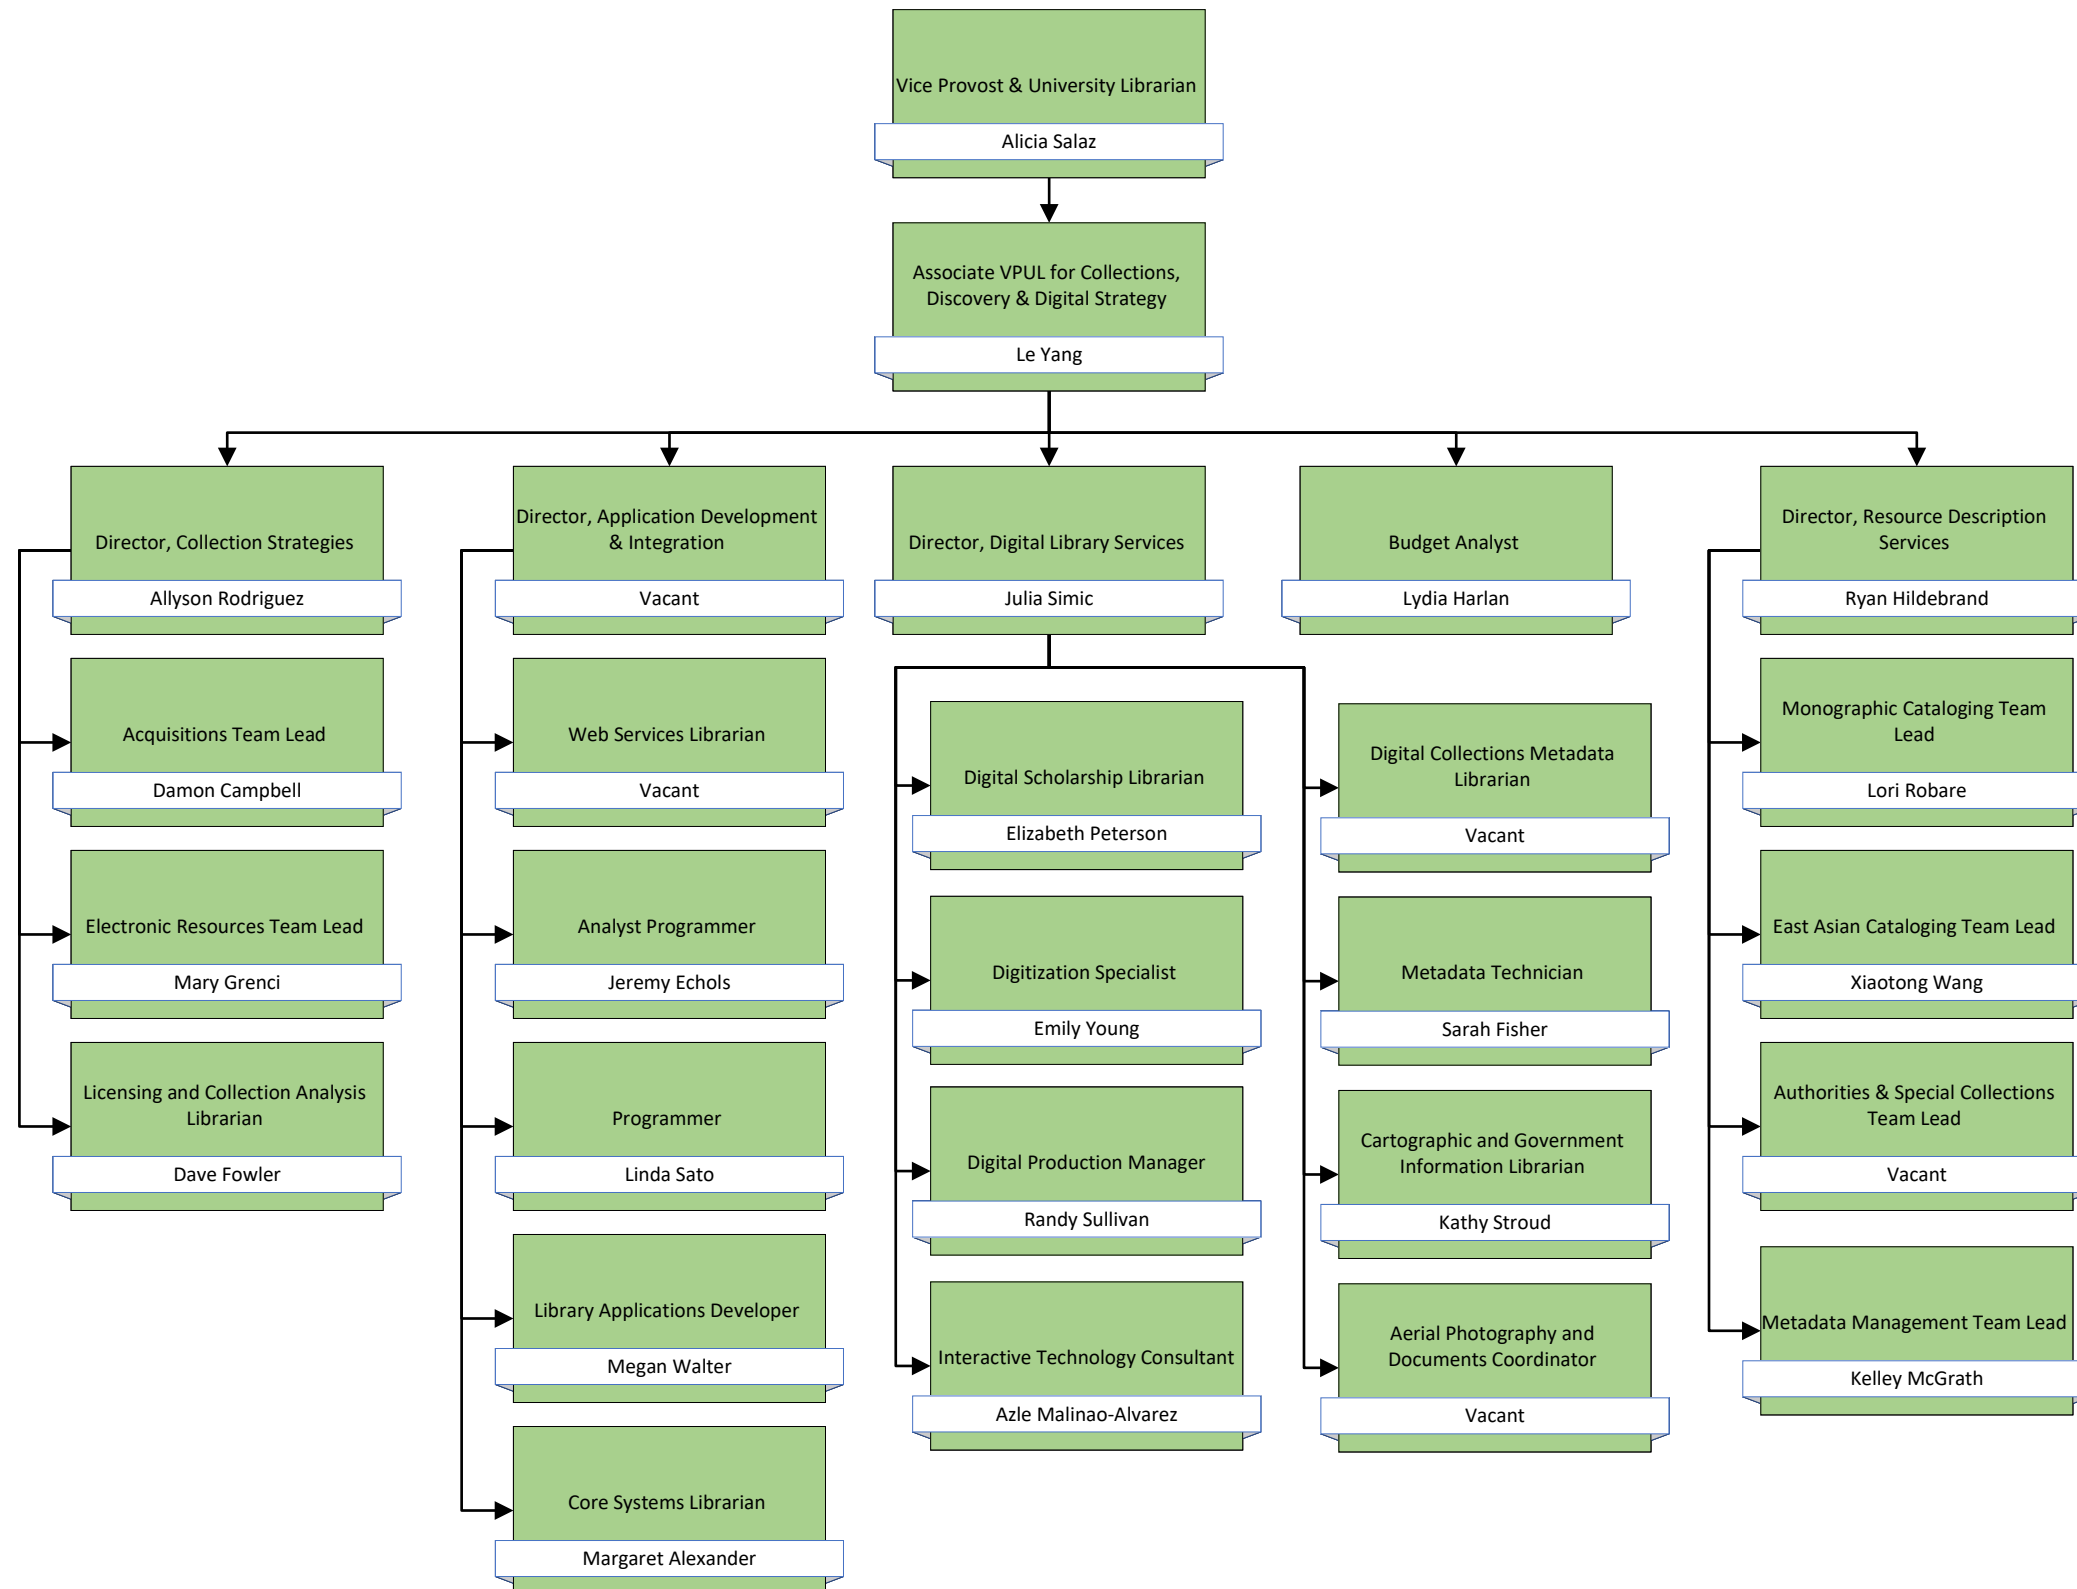 Vice Provost & University Librarian
Alicia Salaz
Associate VPUL for Collections,
Discovery & Digital Strategy
Le Yang
Director, Collection Strategies
Allyson Rodriguez
Acquisitions Team Lead
Damon Campbell
Electronic Resources Team Lead
Mary Grenci
Licensing and Collection Analysis
Librarian
Dave Fowler
Director, Application Development
& Integration
Vacant
Web Services Librarian
Vacant
Analyst Programmer
Jeremy Echols
Programmer
Linda Sato
Library Applications Developer
Megan Walter
Core Systems Librarian
Margaret Alexander
Director, Digital Library Services
Julia Simic
Digital Scholarship Librarian
Elizabeth Peterson
Digitization Specialist
Emily Young
Digital Production Manager
Randy Sullivan
Interactive Technology Consultant
Azle Malinao-Alvarez
Digital Collections Metadata
Librarian
Vacant
Metadata Technician
Sarah Fisher
Cartographic and Government
Information Librarian
Kathy Stroud
Aerial Photography and
Documents Coordinator
Vacant
Budget Analyst
Lydia Harlan
Director, Resource Description
Services
Ryan Hildebrand
Monographic Cataloging Team
Lead
Lori Robare
East Asian Cataloging Team Lead
Xiaotong Wang
Authorities & Special Collections
Team Lead
Vacant
Metadata Management Team Lead
Kelley McGrath